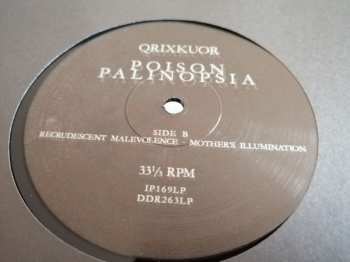 QRIXKUOR
POISON
PALINOPSIA
SIDE B
RECRUDESCENT MALEVOLENCE - MOTHER'S ILLUMINATION
33⅓ RPM
IP169LP
DDR263LP